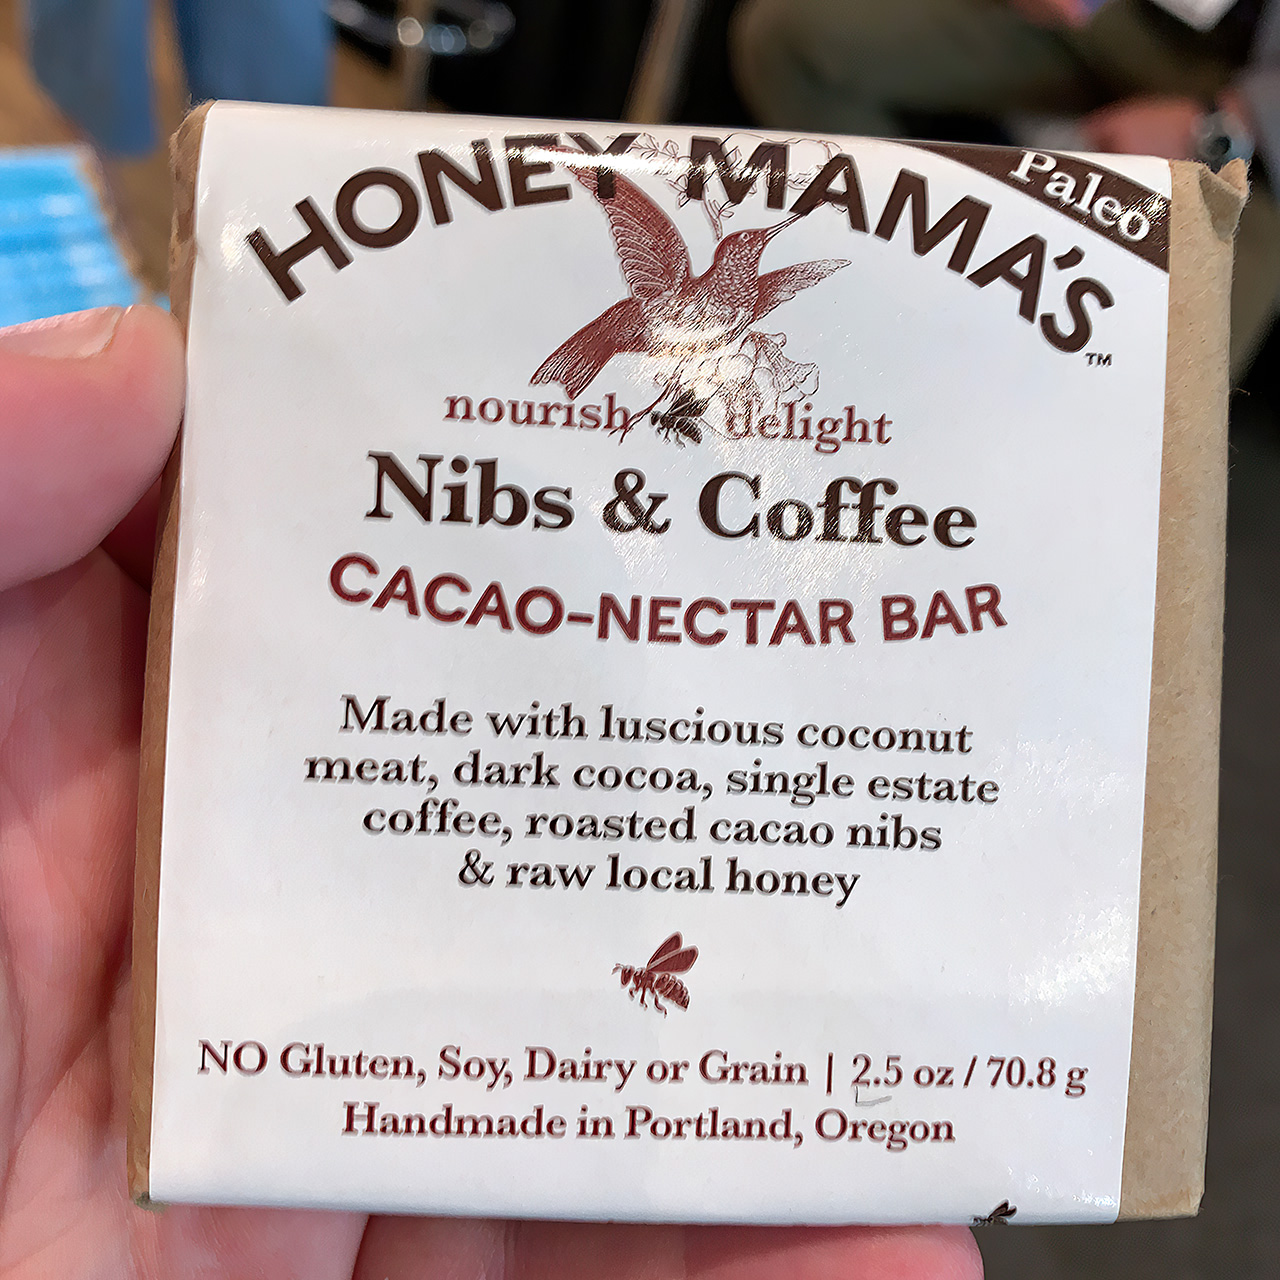 HONEY MAMA'S™
Paleo
nourish delight
Nibs & Coffee
CACAO-NECTAR BAR
Made with luscious coconut
meat, dark cocoa, single estate
coffee, roasted cacao nibs
& raw local honey
NO Gluten, Soy, Dairy or Grain | 2.5 oz / 70.8 g
Handmade in Portland, Oregon